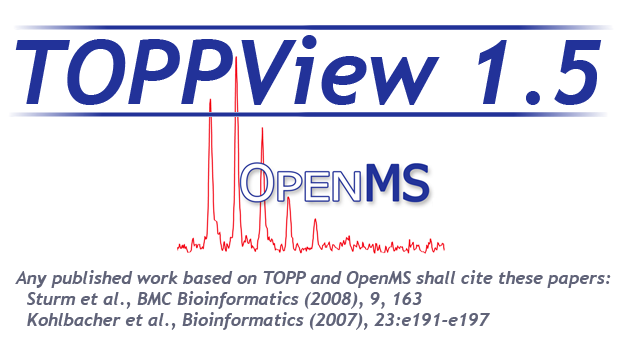 TOPPView 1.5
OPENMS
Any published work based on TOPP and OpenMS shall cite these papers:
Sturm et al., BMC Bioinformatics (2008), 9, 163
Kohlbacher et al., Bioinformatics (2007), 23:e191-e197